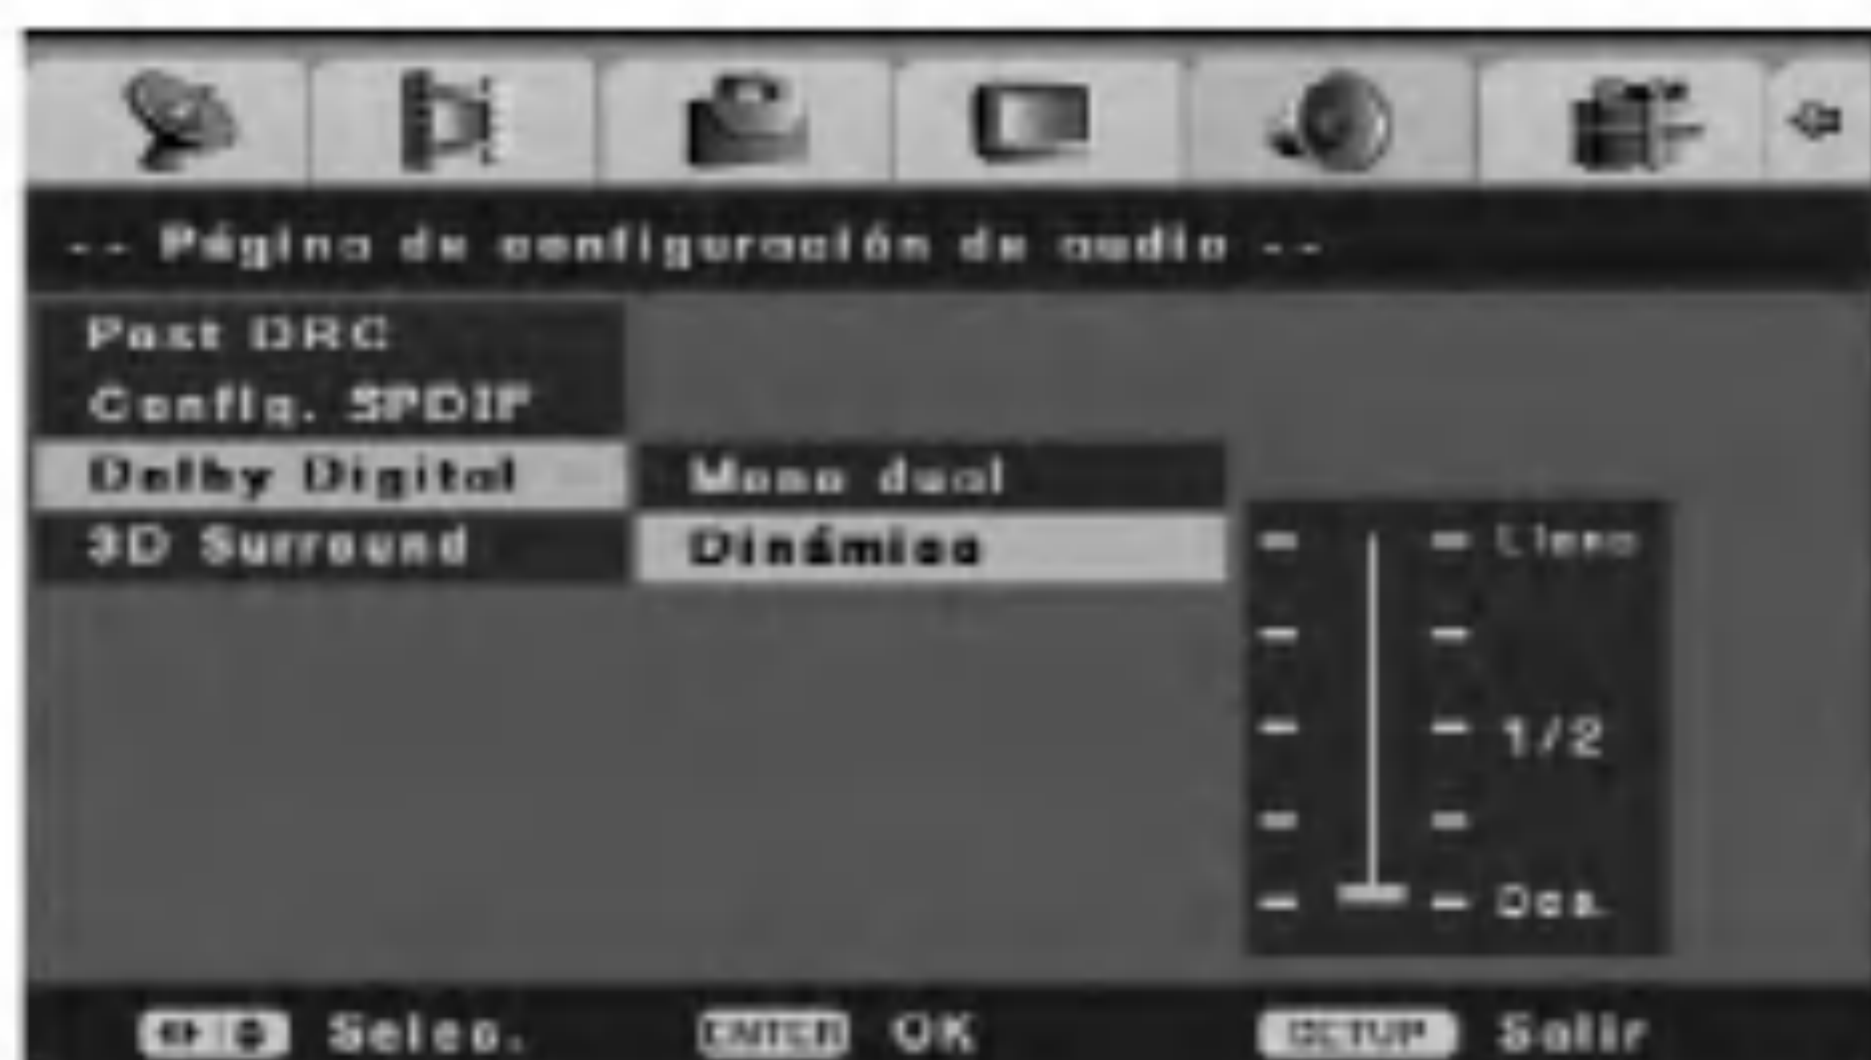 -- Página de configuración de audio --
Post DRC
Config. SPDIF
Dolby Digital
Mono dual
3D Surround
Dinámico
Lleno
1/2
Des.
Selec.
ENTER OK
SETUP Salir